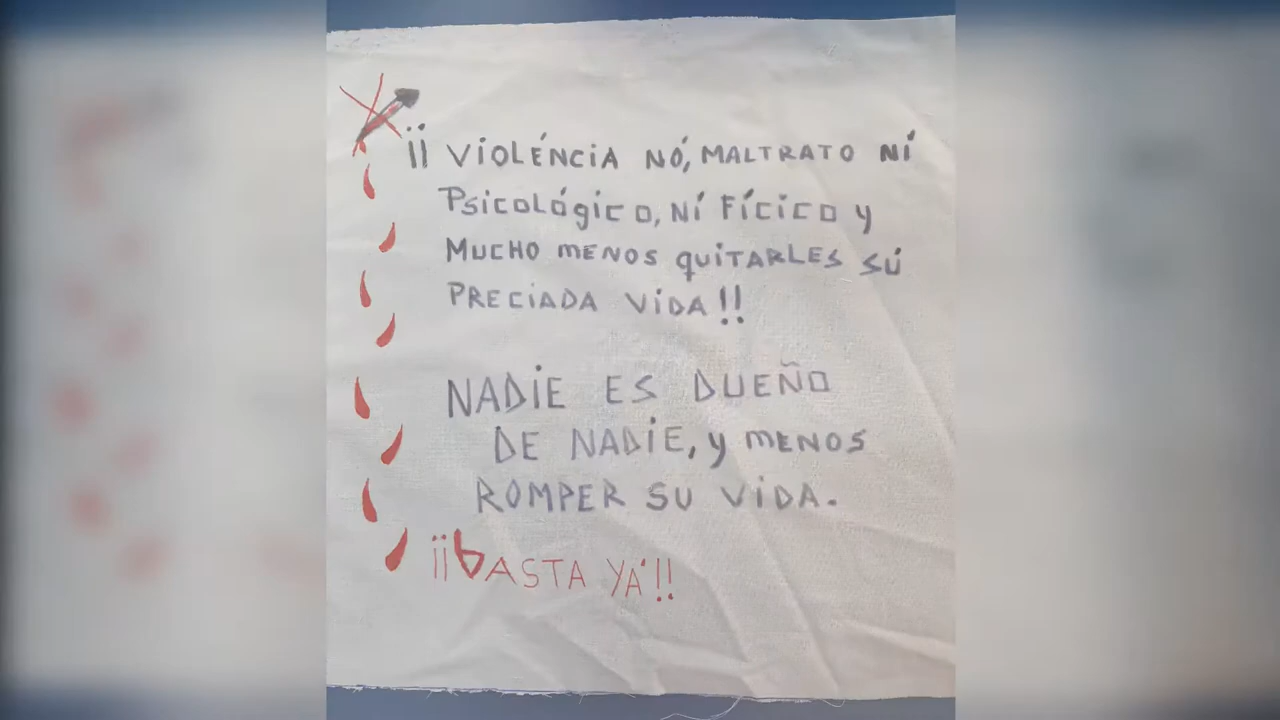 ¡¡ VIOLÉNCIA NÓ, MALTRATO NÍ
PSICOLÓGICO, NÍ FÍCICO Y
MUCHO MENOS QUITARLES SÚ
PRECIADA VIDA!!
NADIE ES DUEÑO
DE NADIE, Y MENOS
ROMPER SU VIDA.
¡¡BASTA YÁ!!